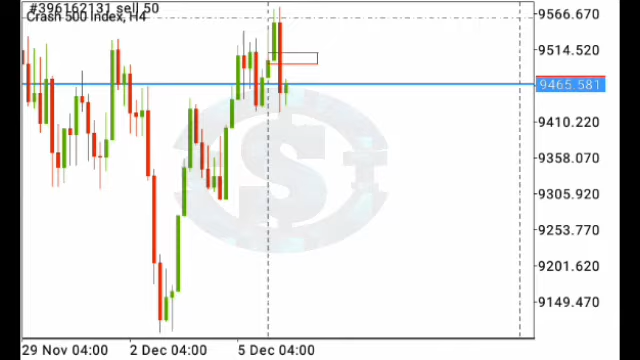 #396162131 sell 50
Crash 500 Index, H4
9566.670
9514.520
9465.581
9410.220
9358.070
9305.920
9253.770
9201.620
9149.470
29 Nov 04:00
2 Dec 04:00
5 Dec 04:00